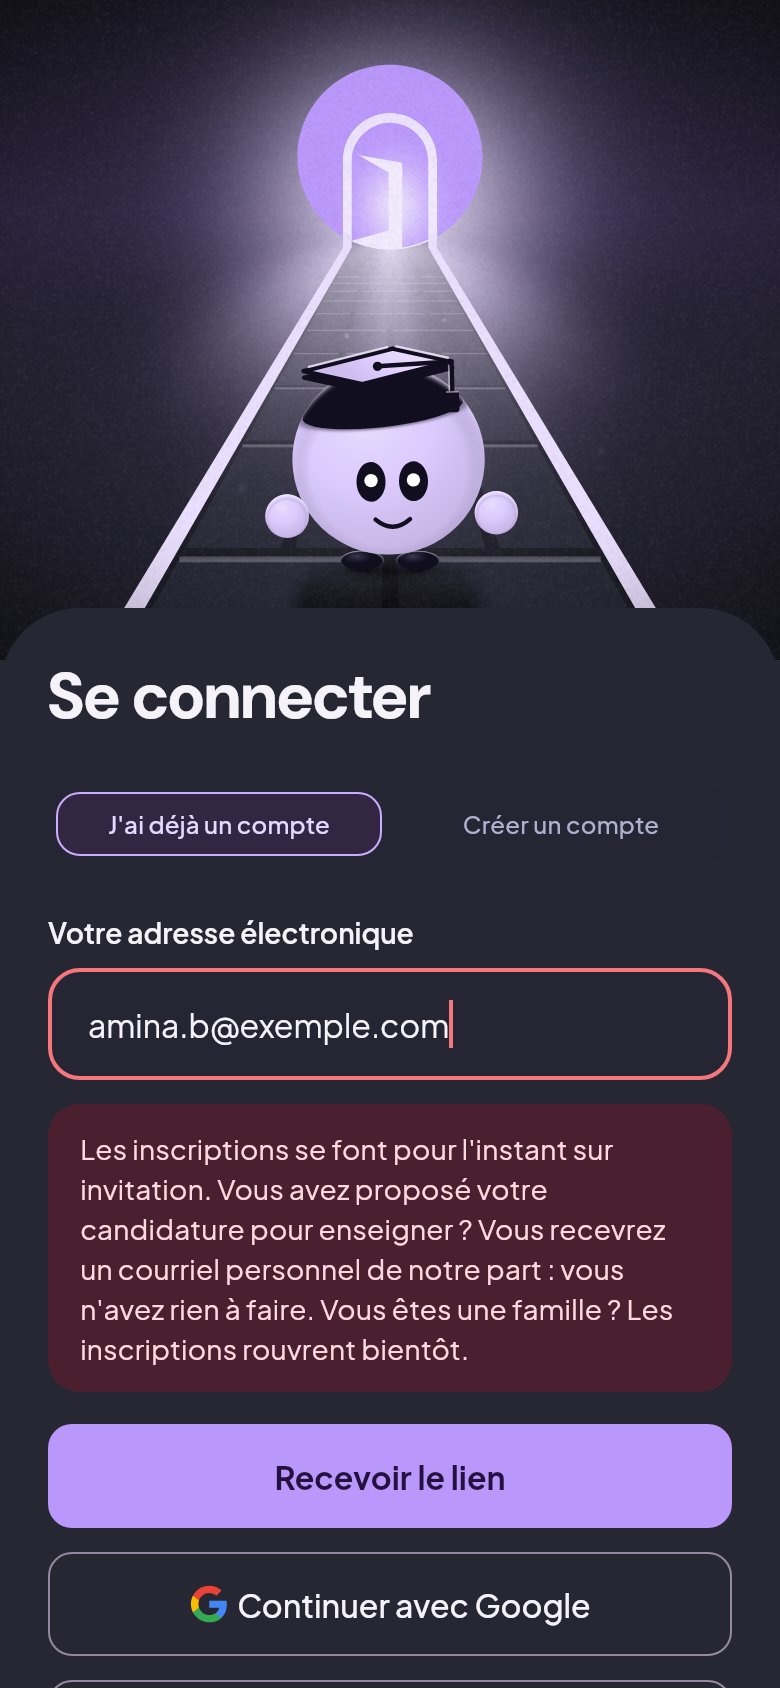 Se connecter
J'ai déjà un compte
Créer un compte
Votre adresse électronique
amina.b@exemple.com
Les inscriptions se font pour l'instant sur
invitation. Vous avez proposé votre
candidature pour enseigner ? Vous recevrez
un courriel personnel de notre part : vous
n'avez rien à faire. Vous êtes une famille ? Les
inscriptions rouvrent bientôt.
Recevoir le lien
Continuer avec Google